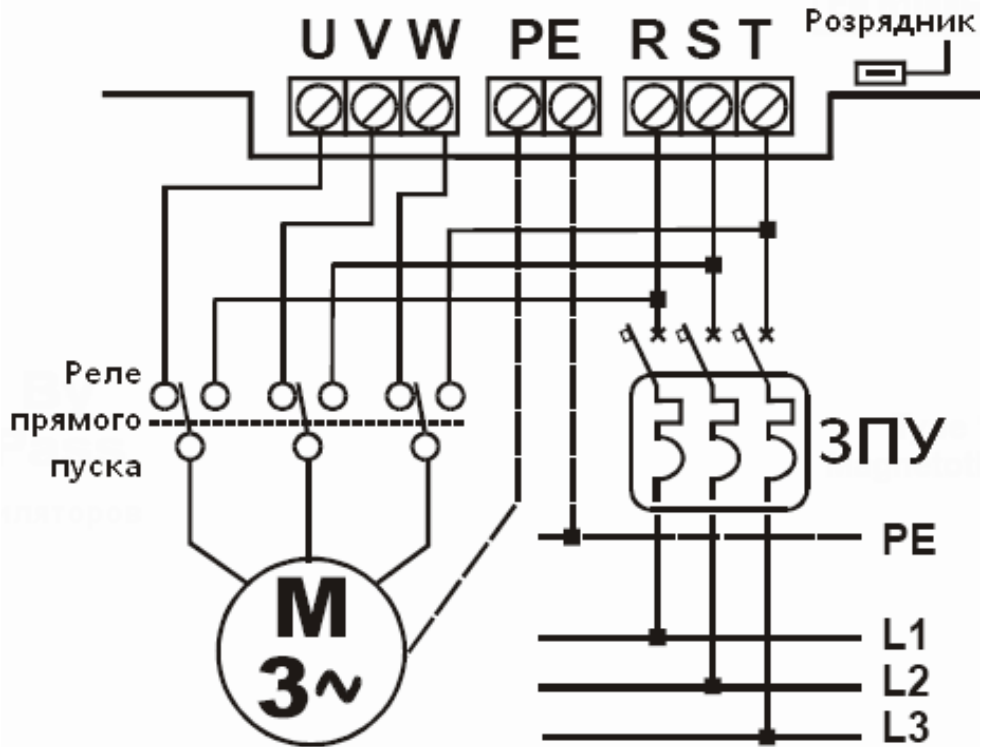 U V W PE R S T
Розрядник
Реле
прямого
пуска
ЗПУ
PE
L1
L2
L3
M
3~